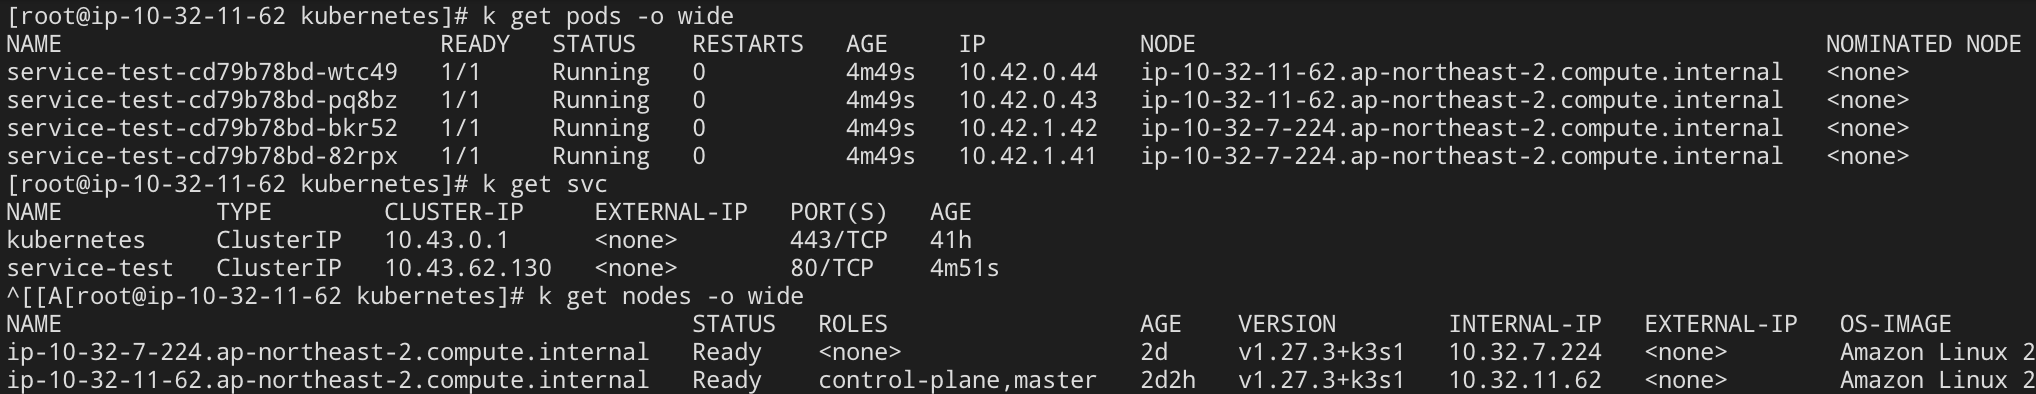 [root@ip-10-32-11-62 kubernetes]# k get pods -o wide
NAME                           READY   STATUS    RESTARTS   AGE     IP           NODE                                             NOMINATED NODE
service-test-cd79b78bd-wtc49   1/1     Running   0          4m49s   10.42.0.44   ip-10-32-11-62.ap-northeast-2.compute.internal   <none>
service-test-cd79b78bd-pq8bz   1/1     Running   0          4m49s   10.42.0.43   ip-10-32-11-62.ap-northeast-2.compute.internal   <none>
service-test-cd79b78bd-bkr52   1/1     Running   0          4m49s   10.42.1.42   ip-10-32-7-224.ap-northeast-2.compute.internal   <none>
service-test-cd79b78bd-82rpx   1/1     Running   0          4m49s   10.42.1.41   ip-10-32-7-224.ap-northeast-2.compute.internal   <none>
[root@ip-10-32-11-62 kubernetes]# k get svc
NAME           TYPE        CLUSTER-IP     EXTERNAL-IP   PORT(S)   AGE
kubernetes     ClusterIP   10.43.0.1      <none>        443/TCP   41h
service-test   ClusterIP   10.43.62.130   <none>        80/TCP    4m51s
^[[A[root@ip-10-32-11-62 kubernetes]# k get nodes -o wide
NAME                                             STATUS   ROLES                  AGE    VERSION        INTERNAL-IP   EXTERNAL-IP   OS-IMAGE
ip-10-32-7-224.ap-northeast-2.compute.internal   Ready    <none>                 2d     v1.27.3+k3s1   10.32.7.224   <none>        Amazon Linux 2
ip-10-32-11-62.ap-northeast-2.compute.internal   Ready    control-plane,master   2d2h   v1.27.3+k3s1   10.32.11.62   <none>        Amazon Linux 2